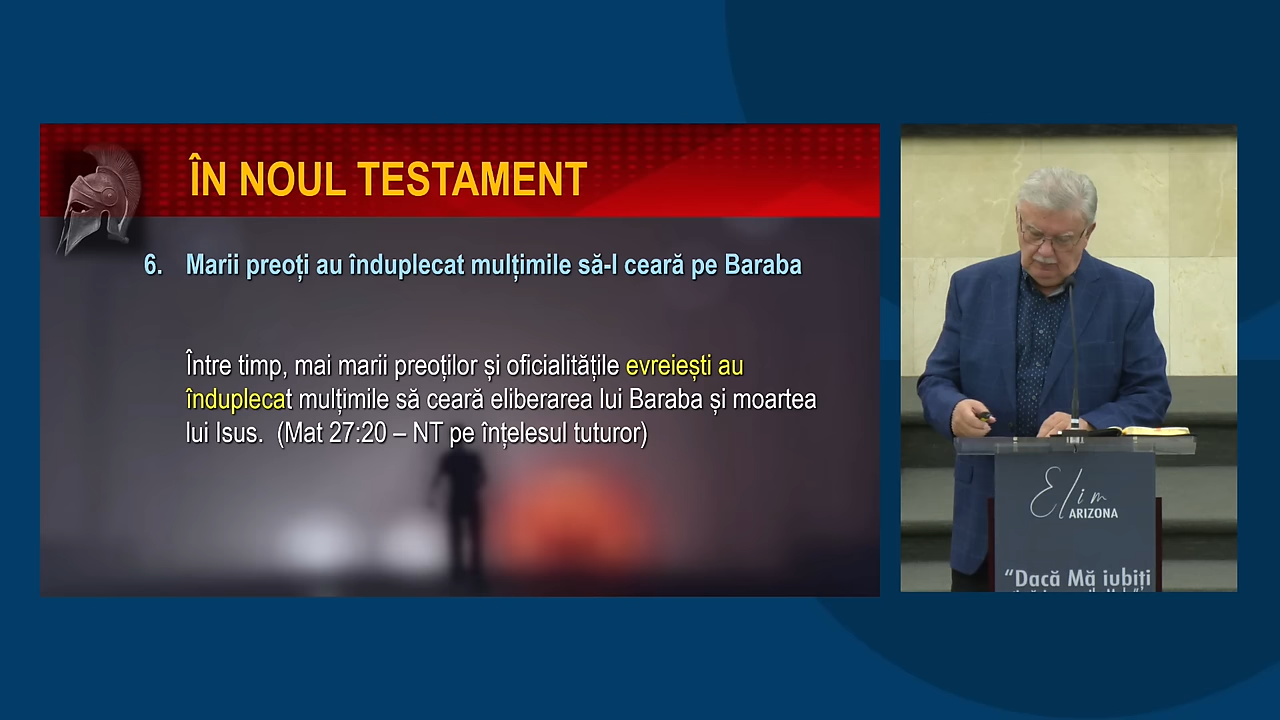 ÎN NOUL TESTAMENT
6. Marii preoți au înduplecat mulțimile să-l ceară pe Baraba
Între timp, mai marii preoților și oficialitățile evreiești au
înduplecat mulțimile să ceară eliberarea lui Baraba și moartea
lui Isus. (Mat 27:20 – NT pe înțelesul tuturor)
Elim
ARIZONA
“Dacă Mă iubiți